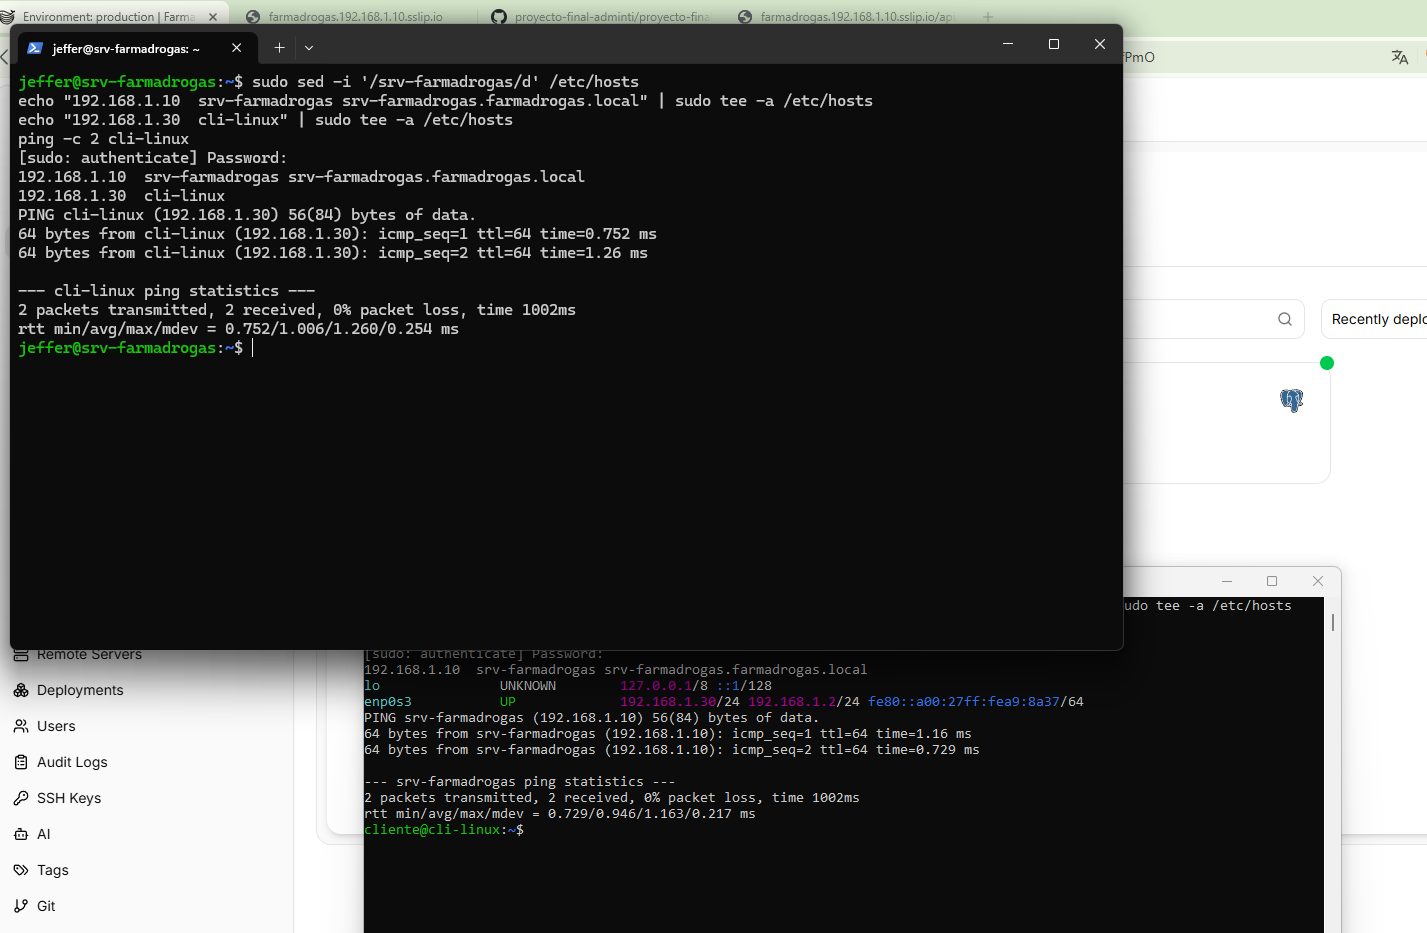 Environment: production | Farma
farmadrogas.192.168.1.10.sslip.io
proyecto-final-adminti/proyecto-fina
farmadrogas.192.168.1.10.sslip.io/ap
jeffer@srv-farmadrogas: ~
fPmO
jeffer@srv-farmadrogas:~$ sudo sed -i '/srv-farmadrogas/d' /etc/hosts
echo "192.168.1.10  srv-farmadrogas srv-farmadrogas.farmadrogas.local" | sudo tee -a /etc/hosts
echo "192.168.1.30  cli-linux" | sudo tee -a /etc/hosts
ping -c 2 cli-linux
[sudo: authenticate] Password:
192.168.1.10  srv-farmadrogas srv-farmadrogas.farmadrogas.local
192.168.1.30  cli-linux
PING cli-linux (192.168.1.30) 56(84) bytes of data.
64 bytes from cli-linux (192.168.1.30): icmp_seq=1 ttl=64 time=0.752 ms
64 bytes from cli-linux (192.168.1.30): icmp_seq=2 ttl=64 time=1.26 ms
--- cli-linux ping statistics ---
2 packets transmitted, 2 received, 0% packet loss, time 1002ms
rtt min/avg/max/mdev = 0.752/1.006/1.260/0.254 ms
jeffer@srv-farmadrogas:~$
Recently deplo
udo tee -a /etc/hosts
[sudo: authenticate] Password:
192.168.1.10  srv-farmadrogas srv-farmadrogas.farmadrogas.local
lo               UNKNOWN        127.0.0.1/8 ::1/128
enp0s3           UP             192.168.1.30/24 192.168.1.2/24 fe80::a00:27ff:fea9:8a37/64
PING srv-farmadrogas (192.168.1.10) 56(84) bytes of data.
64 bytes from srv-farmadrogas (192.168.1.10): icmp_seq=1 ttl=64 time=1.16 ms
64 bytes from srv-farmadrogas (192.168.1.10): icmp_seq=2 ttl=64 time=0.729 ms
--- srv-farmadrogas ping statistics ---
2 packets transmitted, 2 received, 0% packet loss, time 1002ms
rtt min/avg/max/mdev = 0.729/0.946/1.163/0.217 ms
cliente@cli-linux:~$
Remote Servers
Deployments
Users
Audit Logs
SSH Keys
AI
Tags
Git